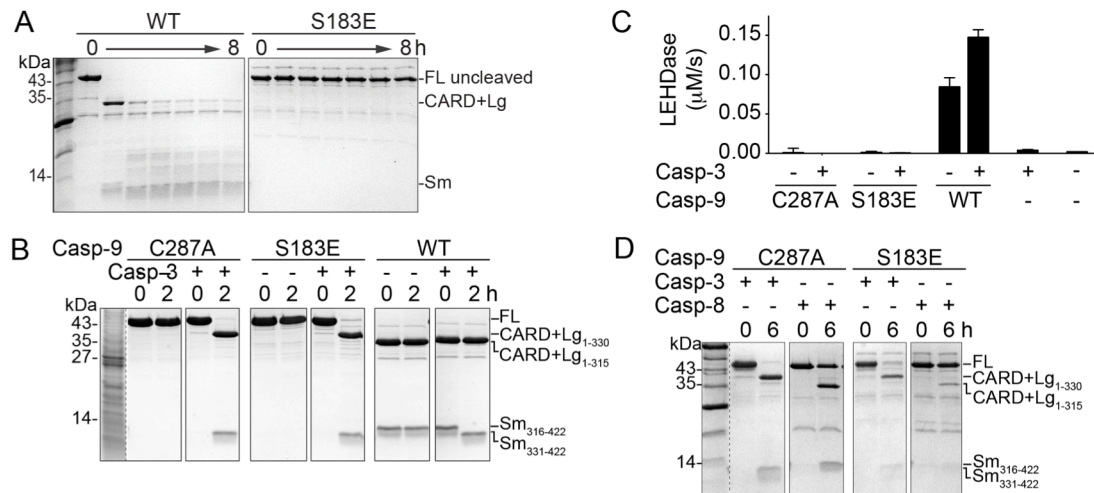 A
WT S183E
0 8 0 8 h
kDa
43-
35-
14-
FL uncleaved
CARD+Lg
Sm
B
Casp-9 C287A S183E WT
Casp-3 - - + + - - + + - - + +
0 2 0 2 0 2 0 2 0 2 0 2 h
kDa
43-
35-
27-
14-
FL
CARD+Lg1-330
CARD+Lg1-315
Sm316-422
Sm331-422
C
LEHDase
(μM/s)
0.15
0.10
0.05
0.00
Casp-3 - + - + - + + -
Casp-9 C287A S183E WT - -
D
Casp-9 C287A S183E
Casp-3 + + + +
Casp-8 + + + +
0 6 0 6 0 6 0 6 h
kDa
43-
35-
14-
FL
CARD+Lg1-330
CARD+Lg1-315
Sm316-422
Sm331-422